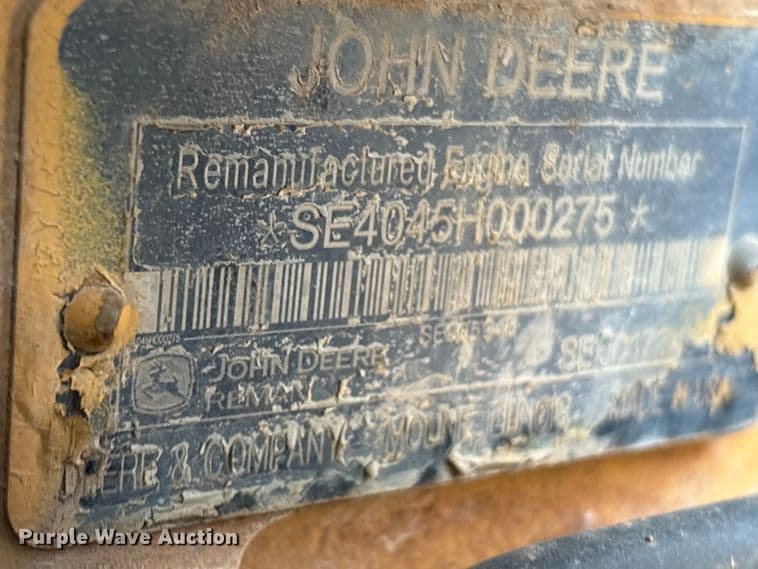 JOHN DEERE
Remanufactured Engine Serial Number
*SE4045H000275*
JOHN DEERE
REMAN
DEERE & COMPANY MOLINE ILLINOIS MADE IN USA
Purple Wave Auction